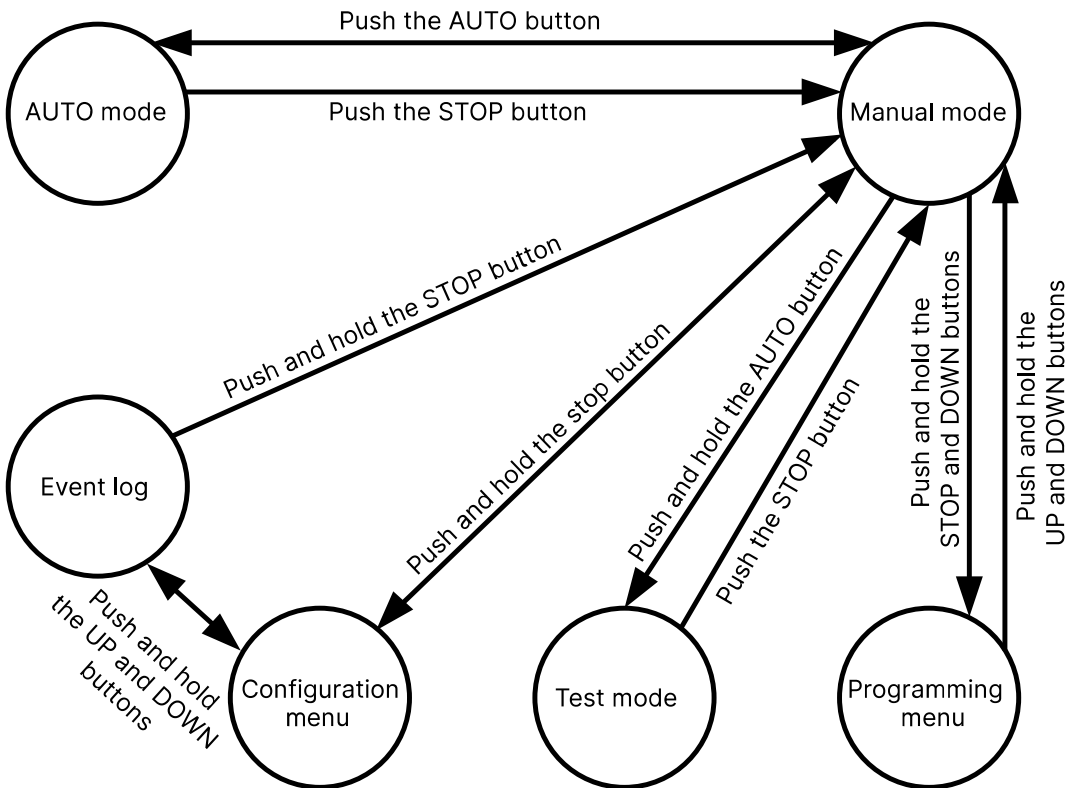 Push the AUTO button
AUTO mode
Push the STOP button
Manual mode
Push and hold the STOP button
Push and hold the stop button
Push and hold the AUTO button
Push the STOP button
Push and hold the
STOP and DOWN buttons
Push and hold the
UP and DOWN buttons
Event log
Push and hold
the UP and DOWN
buttons
Configuration
menu
Test mode
Programming
menu